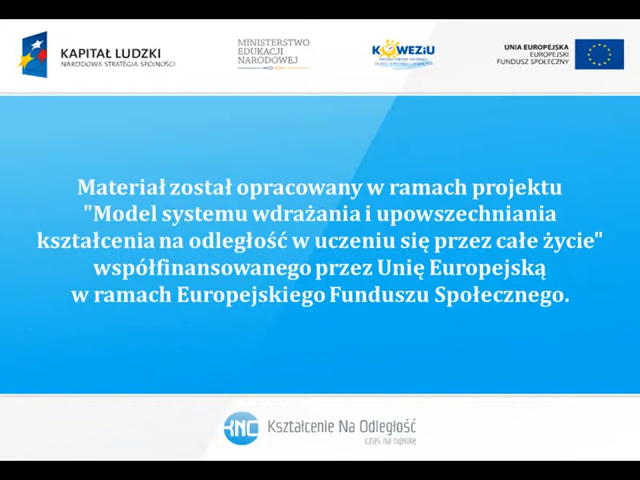 KAPITAŁ LUDZKI
NARODOWA STRATEGIA SPÓJNOŚCI
MINISTERSTWO
EDUKACJI
NARODOWEJ
KOWEZiU
UNIA EUROPEJSKA
EUROPEJSKI
FUNDUSZ SPOŁECZNY
Materiał został opracowany w ramach projektu
"Model systemu wdrażania i upowszechniania
kształcenia na odległość w uczeniu się przez całe życie"
współfinansowanego przez Unię Europejską
w ramach Europejskiego Funduszu Społecznego.
KNO
Kształcenie Na Odległość
czas na naukę